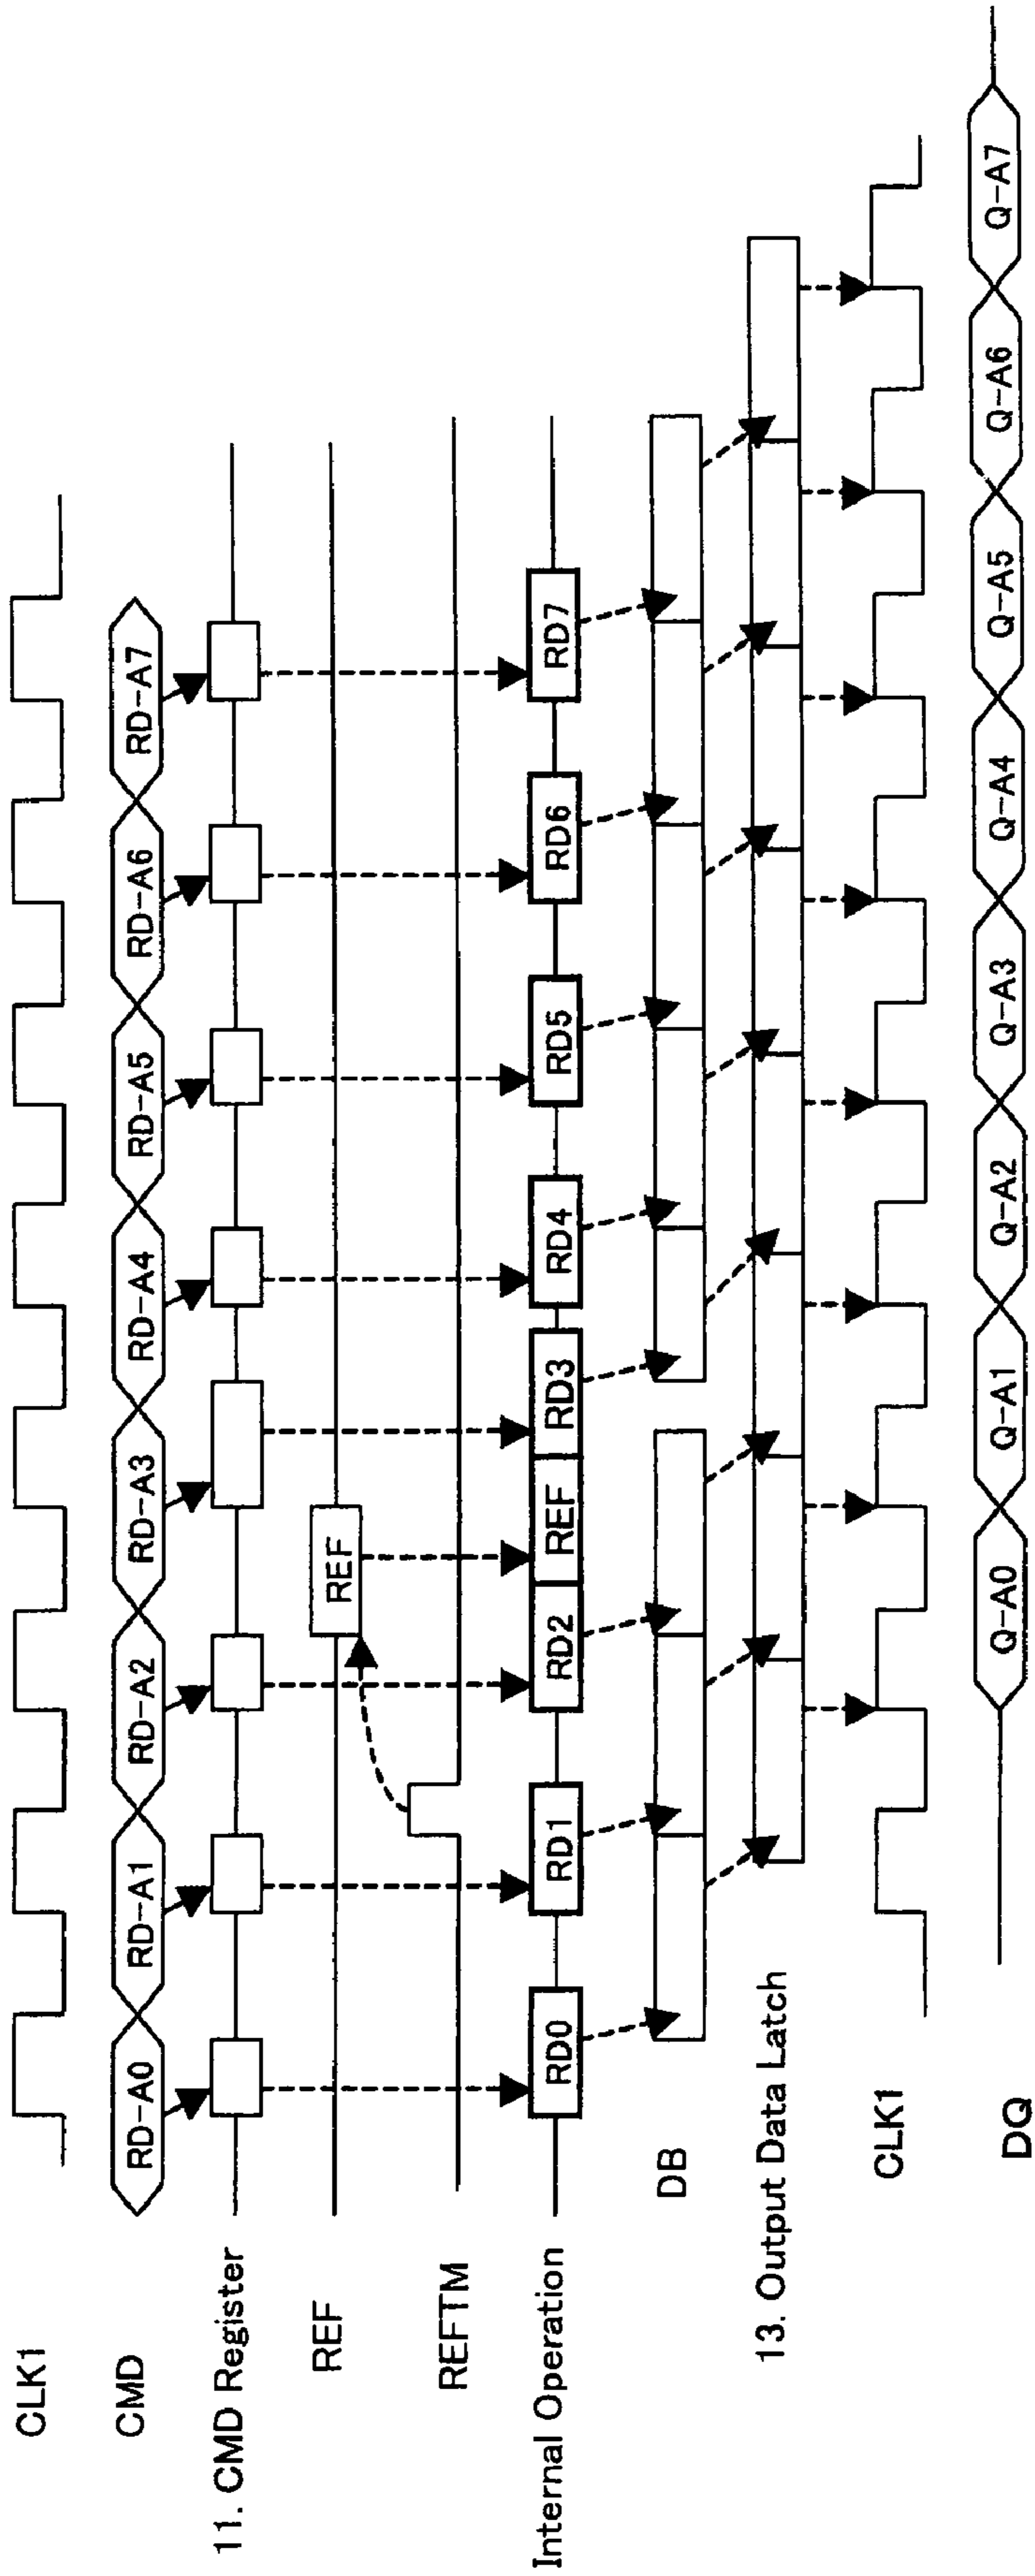 CLK1
CMD
RD-A0 RD-A1 RD-A2 RD-A3 RD-A4 RD-A5 RD-A6 RD-A7
11. CMD Register
REF
REF
REFTM
Internal Operation
RD0 RD1 RD2 REF RD3 RD4 RD5 RD6 RD7
DB
13. Output Data Latch
CLK1
DQ
Q-A0 Q-A1 Q-A2 Q-A3 Q-A4 Q-A5 Q-A6 Q-A7